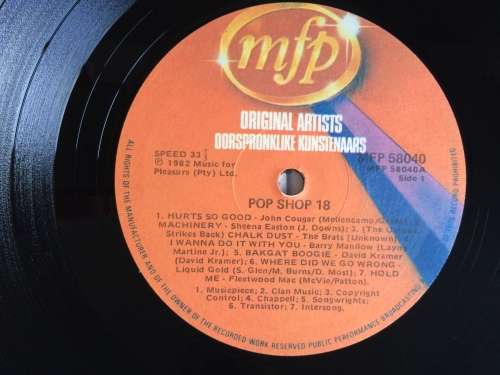 mfp
ORIGINAL ARTISTS
OORSPRONKLIKE KUNSTENAARS
SPEED 33 1/3
℗ 1982 Music for
Pleasure (Pty) Ltd.
MFP 58040
MFP 58040A
Side 1
POP SHOP 18
1. HURTS SO GOOD - John Cougar (Mellencamp/
MACHINERY - Sheena Easton (J. Downs); 3. (The
Strikes Back) CHALK DUST - The Brats (Unknown);
I WANNA DO IT WITH YOU - Barry Manilow (Layng
Martine Jr.); 5. BAKGAT BOOGIE - David Kramer
(David Kramer); 6. WHERE DID WE GO WRONG -
Liquid Gold (S. Glen/M. Burns/D. Most); 7. HOLD
ME - Fleetwood Mac (McVie/Patton).
1. Musicpiece; 2. Clan Music; 3. Copyright
Control; 4. Chappell; 5. Songwrights;
6. Transistor; 7. Intersong.
ALL RIGHTS OF THE MANUFACTURER AND OF THE OWNER OF THE RECORDED WORK RESERVED PUBLIC PERFORMANCE BROADCASTING
PROHIBITED